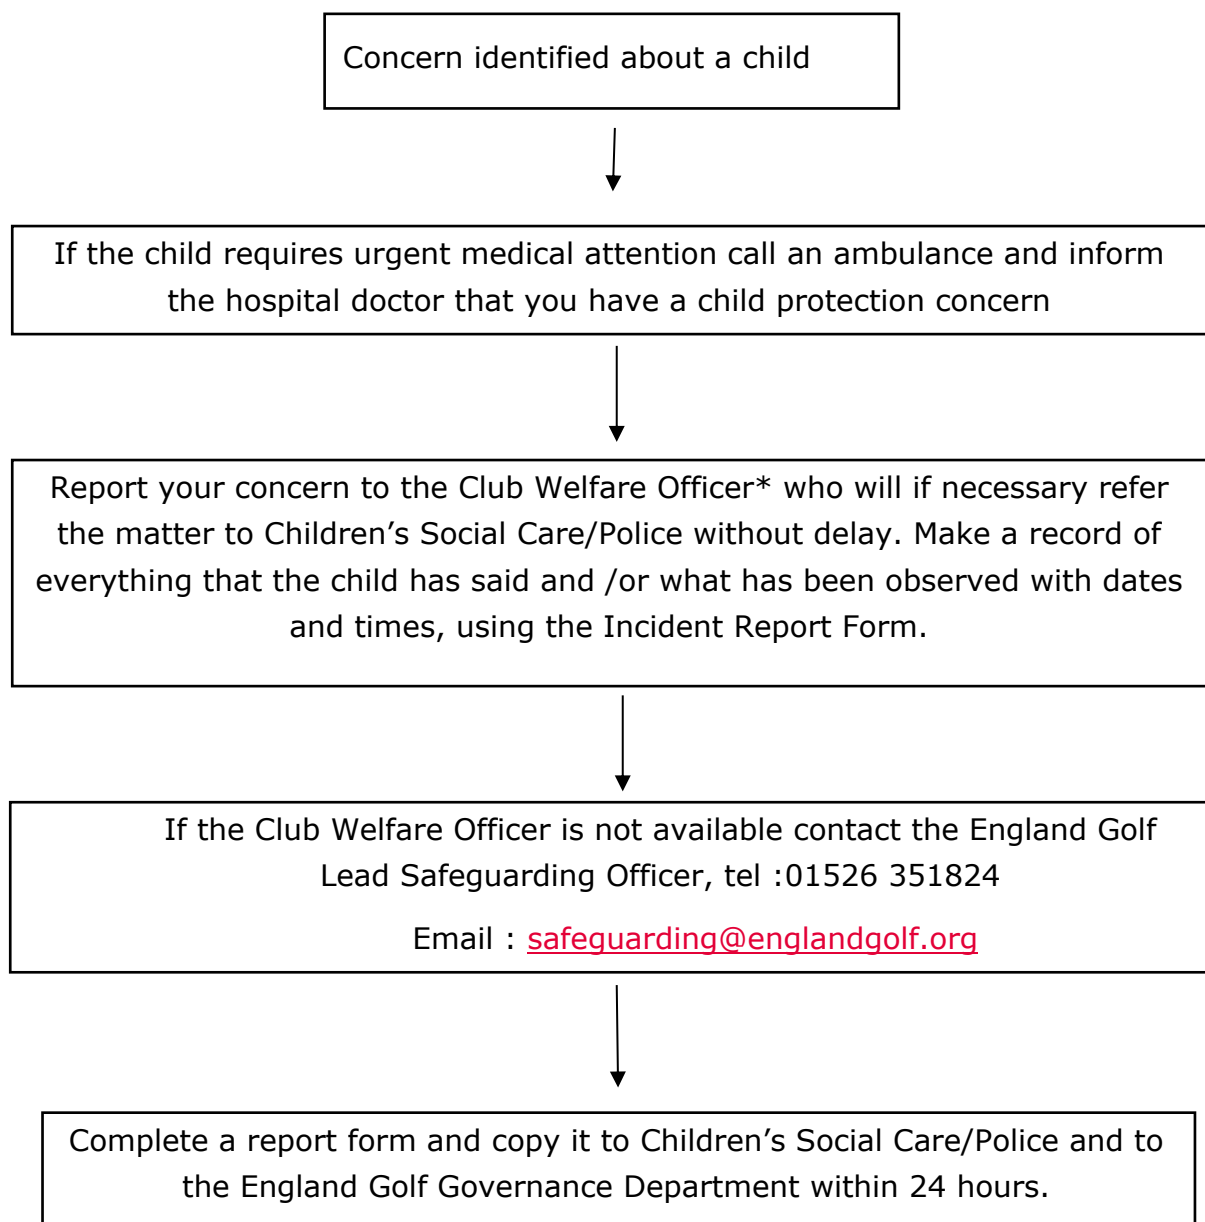 Concern identified about a child
If the child requires urgent medical attention call an ambulance and inform
the hospital doctor that you have a child protection concern
Report your concern to the Club Welfare Officer* who will if necessary refer
the matter to Children’s Social Care/Police without delay. Make a record of
everything that the child has said and /or what has been observed with dates
and times, using the Incident Report Form.
If the Club Welfare Officer is not available contact the England Golf
Lead Safeguarding Officer, tel :01526 351824
Email : safeguarding@englandgolf.org
Complete a report form and copy it to Children’s Social Care/Police and to
the England Golf Governance Department within 24 hours.